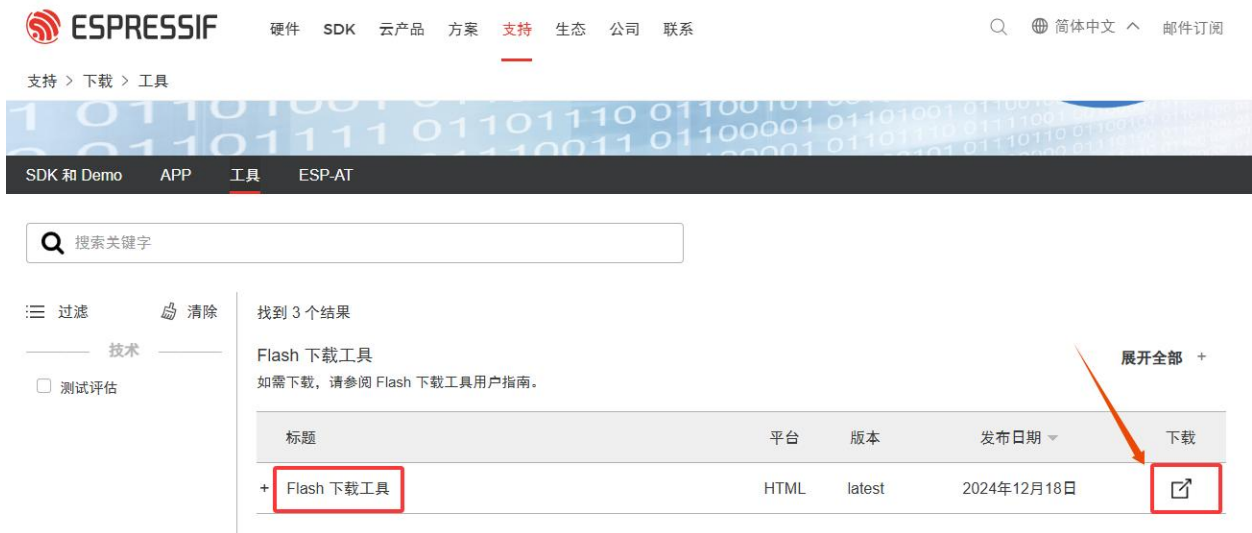 ESPRESSIF 硬件 SDK 云产品 方案 支持 生态 公司 联系 简体中文 邮件订阅
支持 > 下载 > 工具
SDK 和 Demo APP 工具 ESP-AT
搜索关键字
过滤 清除
找到 3 个结果
技术
Flash 下载工具
展开全部 +
测试评估
如需下载，请参阅 Flash 下载工具用户指南。
标题 平台 版本 发布日期 下载
+ Flash 下载工具 HTML latest 2024年12月18日